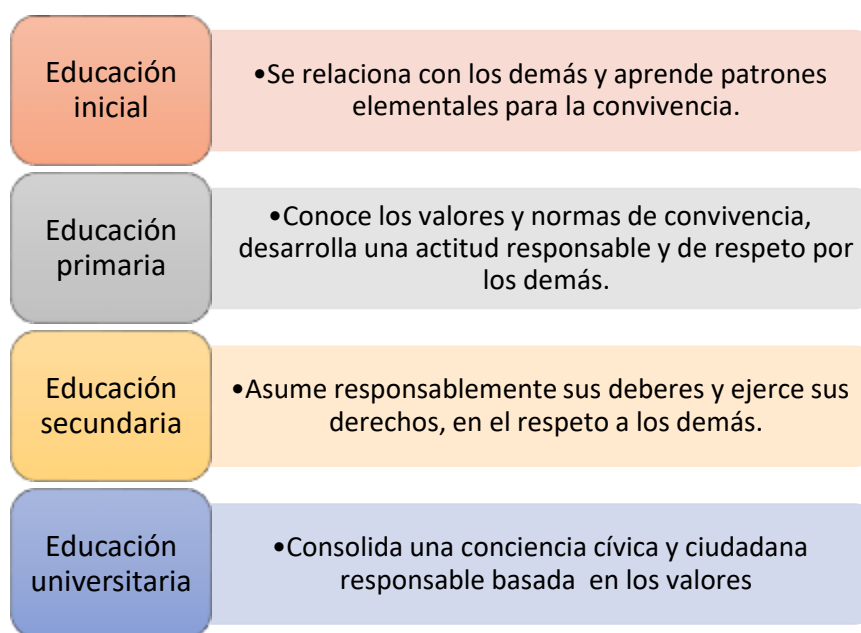 Educación
inicial
•Se relaciona con los demás y aprende patrones
elementales para la convivencia.
Educación
primaria
•Conoce los valores y normas de convivencia,
desarrolla una actitud responsable y de respeto por
los demás.
Educación
secundaria
•Asume responsablemente sus deberes y ejerce sus
derechos, en el respeto a los demás.
Educación
universitaria
•Consolida una conciencia cívica y ciudadana
responsable basada en los valores